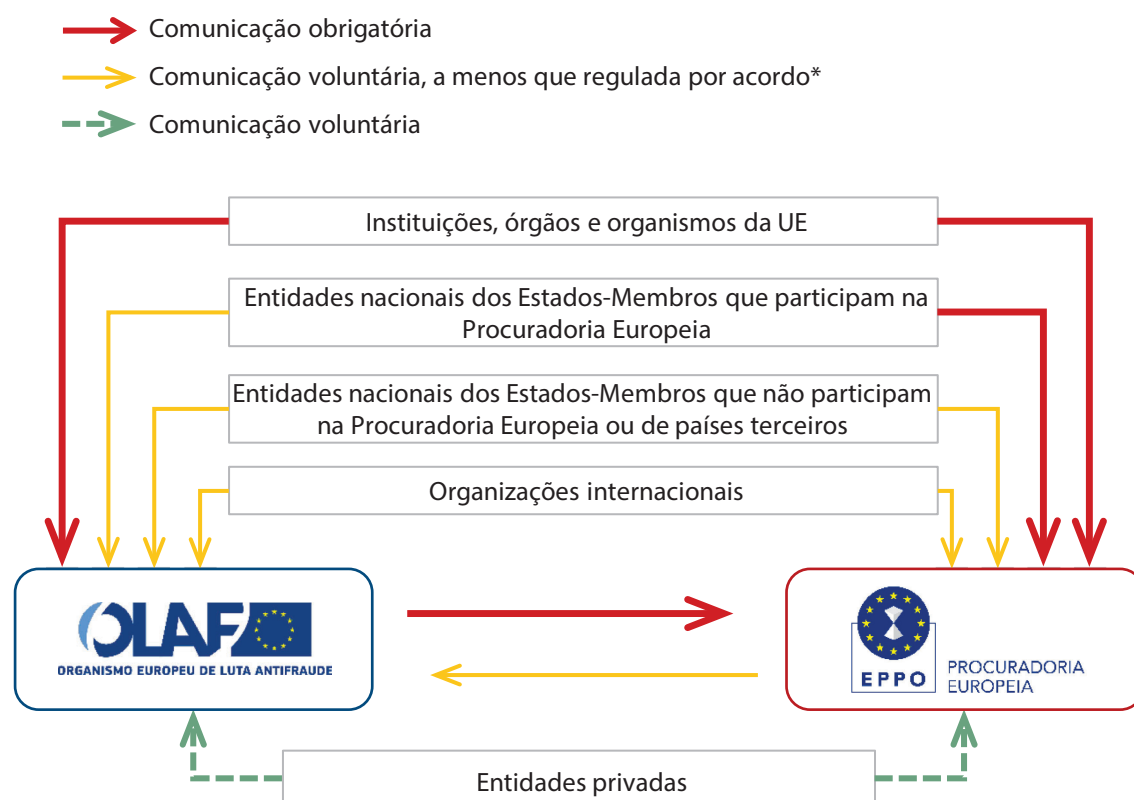 Comunicação obrigatória
Comunicação voluntária, a menos que regulada por acordo*
Comunicação voluntária
Instituições, órgãos e organismos da UE
Entidades nacionais dos Estados-Membros que participam na
Procuradoria Europeia
Entidades nacionais dos Estados-Membros que não participam
na Procuradoria Europeia ou de países terceiros
Organizações internacionais
OLAF
ORGANISMO EUROPEU DE LUTA ANTIFRAUDE
EPPO
PROCURADORIA
EUROPEIA
Entidades privadas